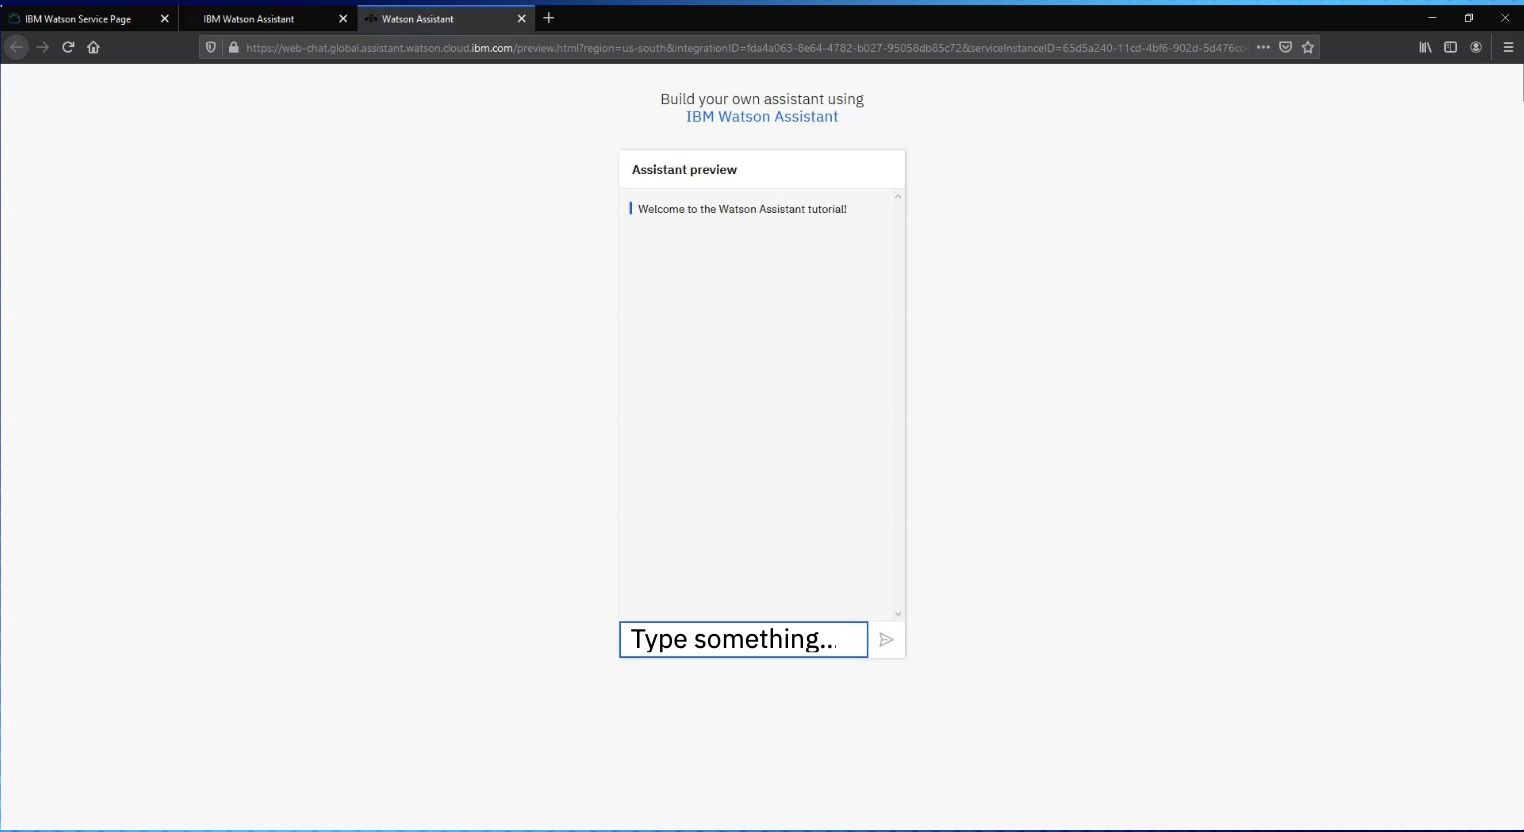 IBM Watson Service Page
IBM Watson Assistant
Watson Assistant
https://web-chat.global.assistant.watson.cloud.ibm.com/preview.html?region=us-south&integrationID=fda4a063-8e64-4782-b027-95058db85c72&serviceInstanceID=65d5a240-11cd-4bf6-902d-5d476cc
Build your own assistant using
IBM Watson Assistant
Assistant preview
Welcome to the Watson Assistant tutorial!
Type something...